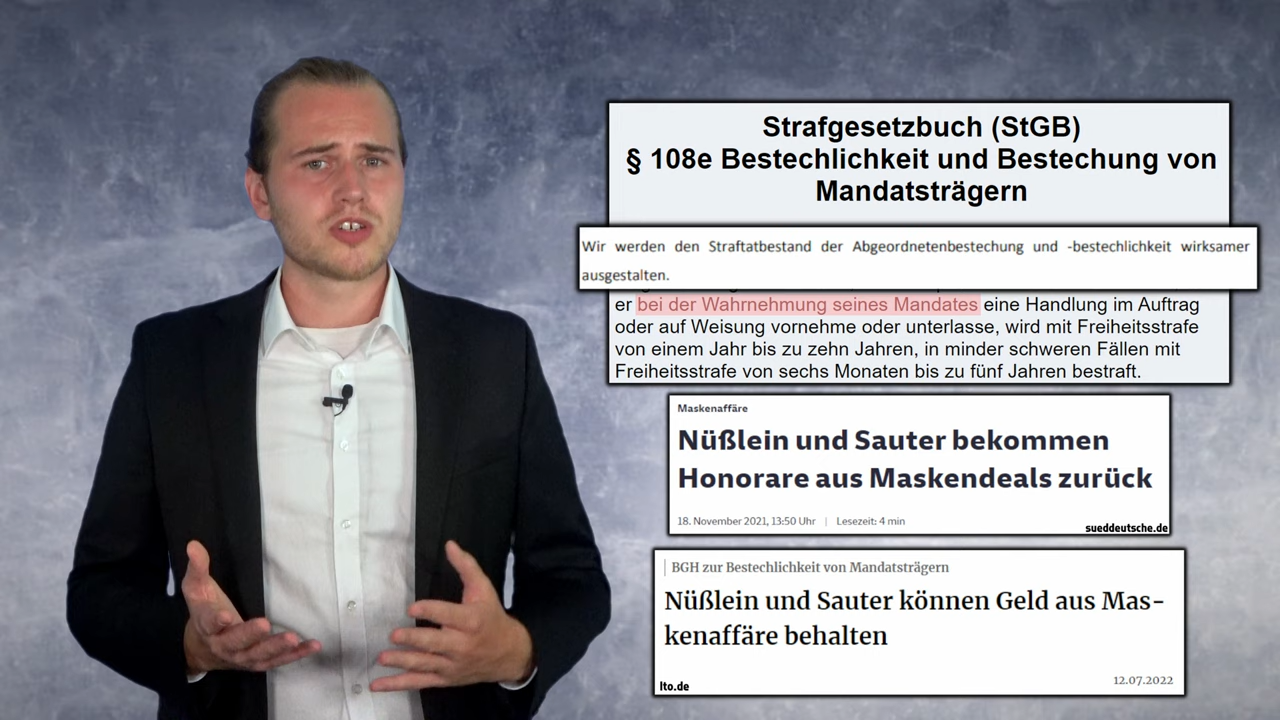 Strafgesetzbuch (StGB)
§ 108e Bestechlichkeit und Bestechung von
Mandatsträgern
Wir werden den Straftatbestand der Abgeordnetenbestechung und -bestechlichkeit wirksamer
ausgestalten.
er bei der Wahrnehmung seines Mandates eine Handlung im Auftrag
oder auf Weisung vornehme oder unterlasse, wird mit Freiheitsstrafe
von einem Jahr bis zu zehn Jahren, in minder schweren Fällen mit
Freiheitsstrafe von sechs Monaten bis zu fünf Jahren bestraft.
Maskenaffäre
Nüßlein und Sauter bekommen
Honorare aus Maskendeals zurück
18. November 2021, 13:50 Uhr | Lesezeit: 4 min
sueddeutsche.de
BGH zur Bestechlichkeit von Mandatsträgern
Nüßlein und Sauter können Geld aus Mas-
kenaffäre behalten
12.07.2022
lto.de